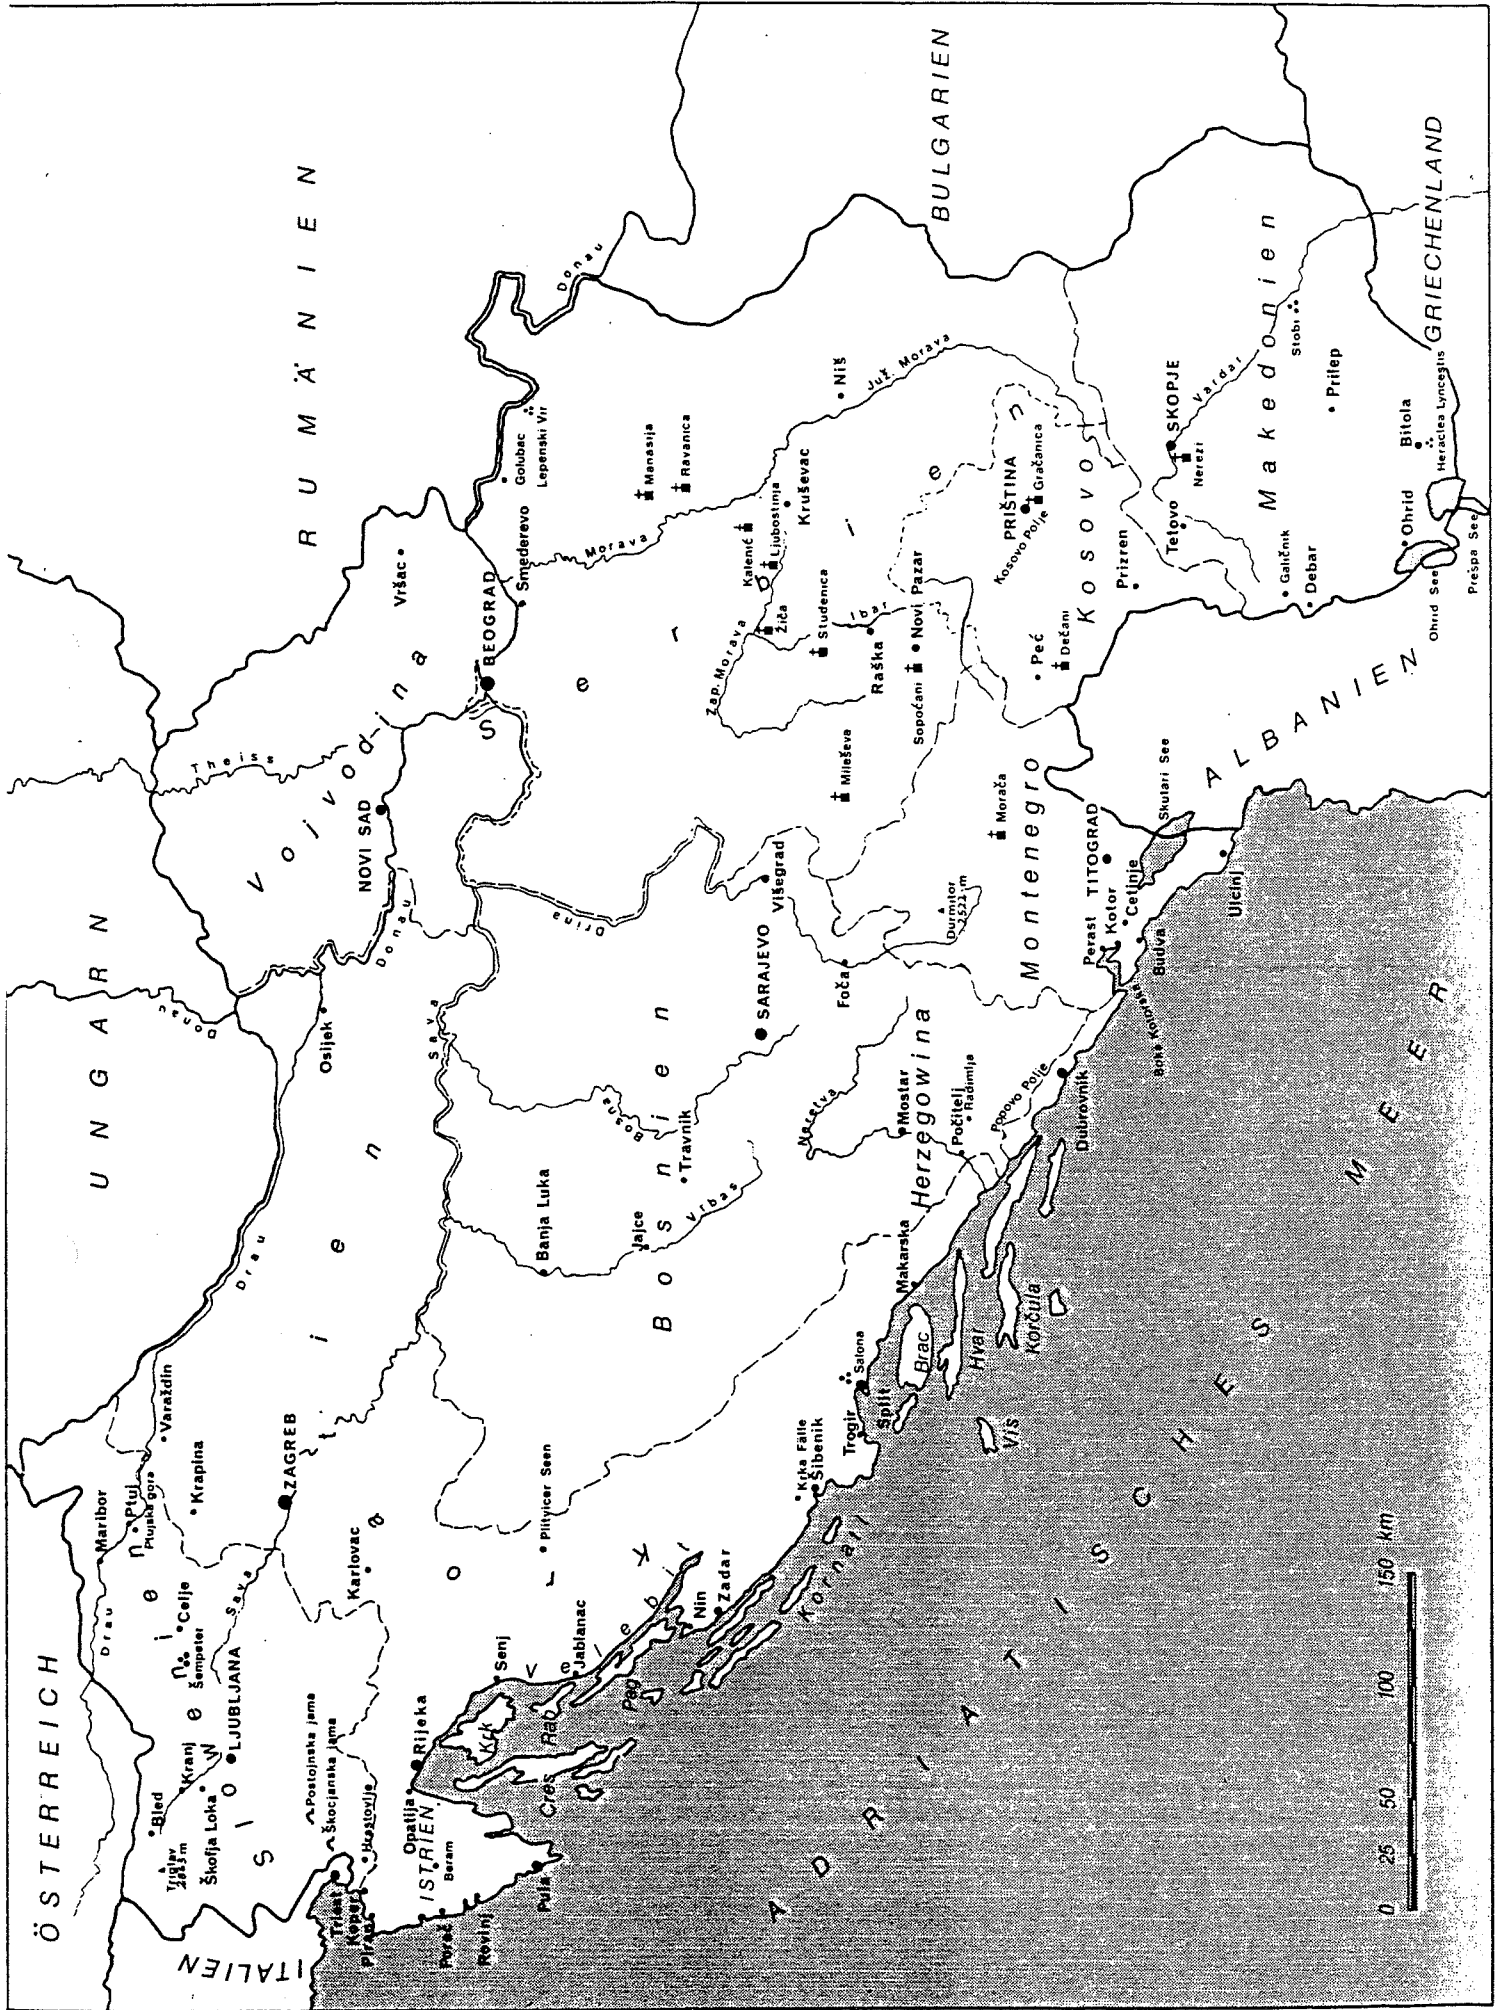 ÖSTERREICH
UNGARN
RUMÄNIEN
ITALIEN
BULGARIEN
GRIECHENLAND
ALBANIEN
ADRIATISCHES MEER
Slowenien
Kroatien
Vojvodina
Serbien
Bosnien
Herzegowina
Montenegro
Kosovo
Makedonien
ISTRIEN
Velebit
Bled
Triglav
Kranj
Škofja Loka
LJUBLJANA
Šempeter
Celje
Maribor
Ptuj
Ptujska gora
Drau
Sava
Postojnska jama
Škocjanska jama
Hrastovlje
Triest
Koper
Piran
Poreč
Rovinj
Pula
Beram
Opatija
Rijeka
Varaždin
Krapina
ZAGREB
Karlovac
Plitvicer Seen
Senj
Jablanac
Krk
Cres
Rab
Pag
Nin
Zadar
Kornati
Krka Fälle
Šibenik
Trogir
Split
Salona
Brac
Hvar
Vis
Korčula
Makarska
Drau
Osijek
Donau
Donau
Theiss
NOVI SAD
Vršac
BEOGRAD
Smederevo
Golubac
Lepenski Vir
Donau
Sava
Banja Luka
Jajce
Vrbas
Travnik
Bosna
SARAJEVO
Drina
Višegrad
Foča
Neretva
Mostar
Počitelj
Radimlja
Popovo Polje
Dubrovnik
Durmitor
2522 m
Boka Kotorska
Perast
Kotor
TITOGRAD
Cetinje
Budva
Ulcinj
Skutari See
Morača
Mileševa
Manasija
Ravanica
Morava
Kalenić
Ljubostinja
Kruševac
Žiča
Zap. Morava
Studenica
Ibar
Raška
Sopoćani
Novi Pazar
Niš
Juž. Morava
PRIŠTINA
Kosovo Polje
Gračanica
Peć
Dečani
Prizren
Tetovo
SKOPJE
Nerezi
Vardar
Stobi
Prilep
Galičnik
Debar
Ohrid
Ohrid See
Prespa See
Bitola
Heraclea Lyncestis
0 25 50 100 150 km